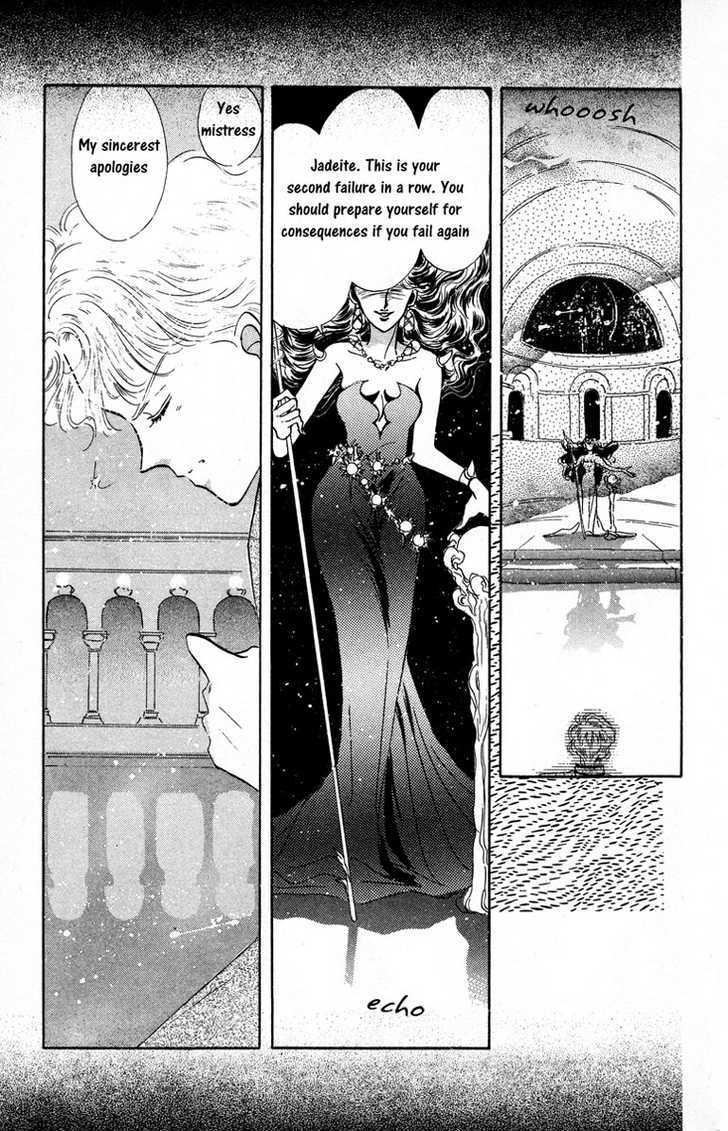 whooosh
Jadeite. This is your
second failure in a row. You
should prepare yourself for
consequences if you fail again
echo
Yes
mistress
My sincerest
apologies